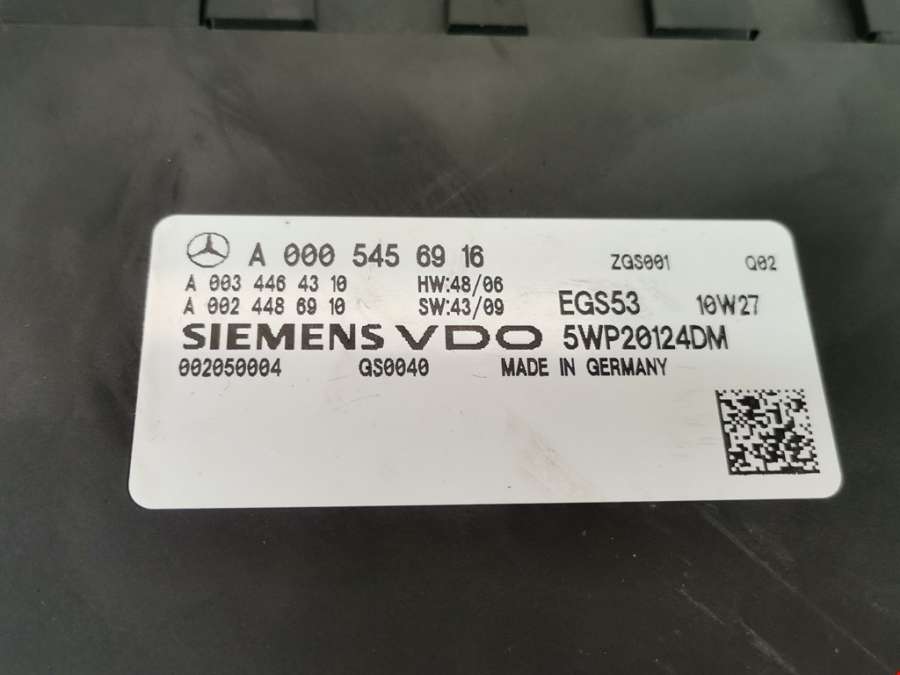 A 000 545 69 16 ZGS001 Q02
A 003 446 43 10 HW:48/06
A 002 448 69 10 SW:43/09 EGS53 10W27
SIEMENS VDO 5WP20124DM
002050004 GS0040 MADE IN GERMANY